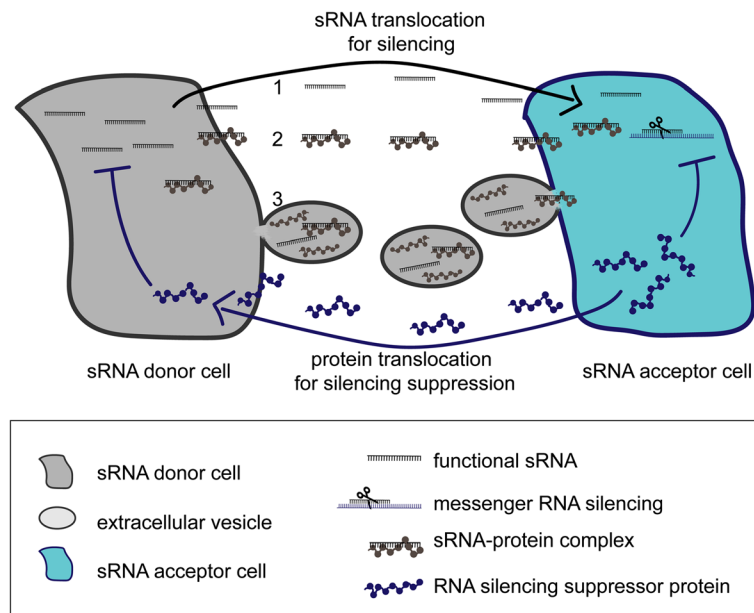 sRNA translocation
for silencing
1
2
3
sRNA donor cell
protein translocation
for silencing suppression
sRNA acceptor cell
sRNA donor cell
extracellular vesicle
sRNA acceptor cell
functional sRNA
messenger RNA silencing
sRNA-protein complex
RNA silencing suppressor protein